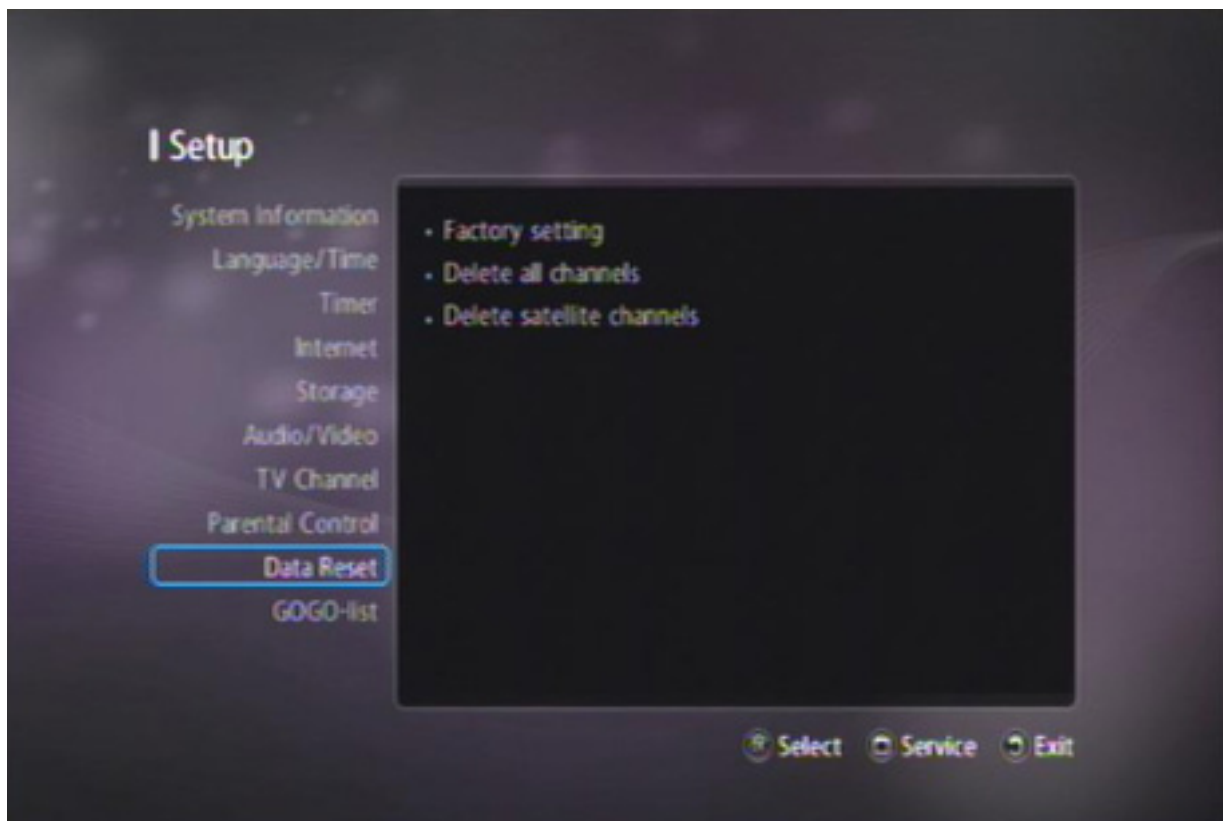 Setup
System Information
Language/Time
Timer
Internet
Storage
Audio/Video
TV Channel
Parental Control
Data Reset
GOGO-list
• Factory setting
• Delete all channels
• Delete satellite channels
Select Service Exit